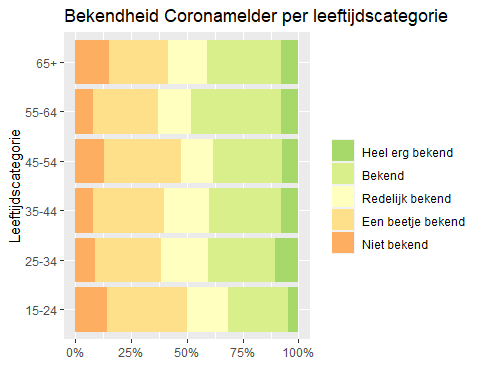 Bekendheid Coronamelder per leeftijdscategorie
Leeftijdscategorie
65+
55-64
45-54
35-44
25-34
15-24
0%
25%
50%
75%
100%
Heel erg bekend
Bekend
Redelijk bekend
Een beetje bekend
Niet bekend